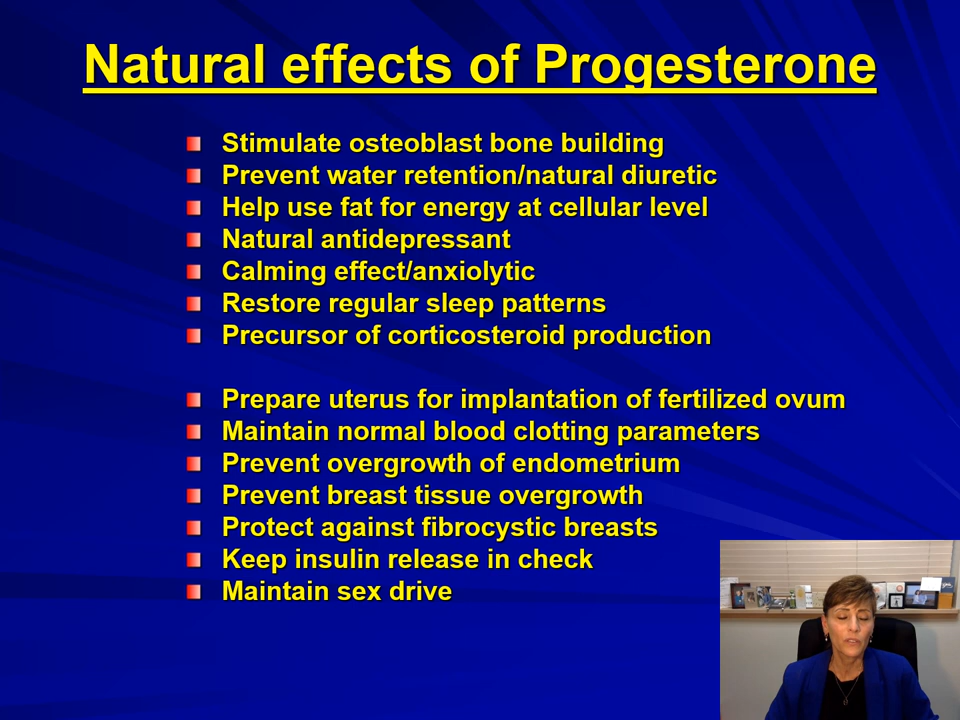 Natural effects of Progesterone
Stimulate osteoblast bone building
Prevent water retention/natural diuretic
Help use fat for energy at cellular level
Natural antidepressant
Calming effect/anxiolytic
Restore regular sleep patterns
Precursor of corticosteroid production
Prepare uterus for implantation of fertilized ovum
Maintain normal blood clotting parameters
Prevent overgrowth of endometrium
Prevent breast tissue overgrowth
Protect against fibrocystic breasts
Keep insulin release in check
Maintain sex drive